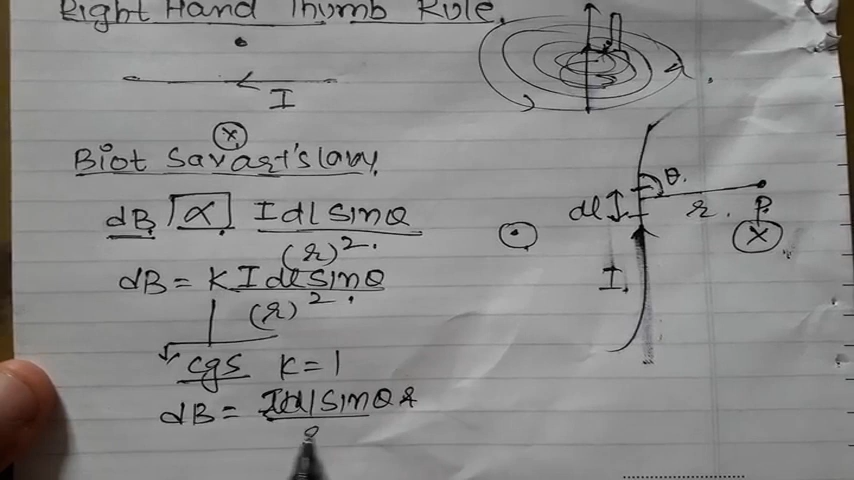 Right Hand Thumb Rule.
I
Biot Savart's law.
dB α Idl sinθ
(r)².
dB = K I dl sinθ
(r)².
cgs K = 1
dB = Idl sinθ
θ.
dl r. P
X
I